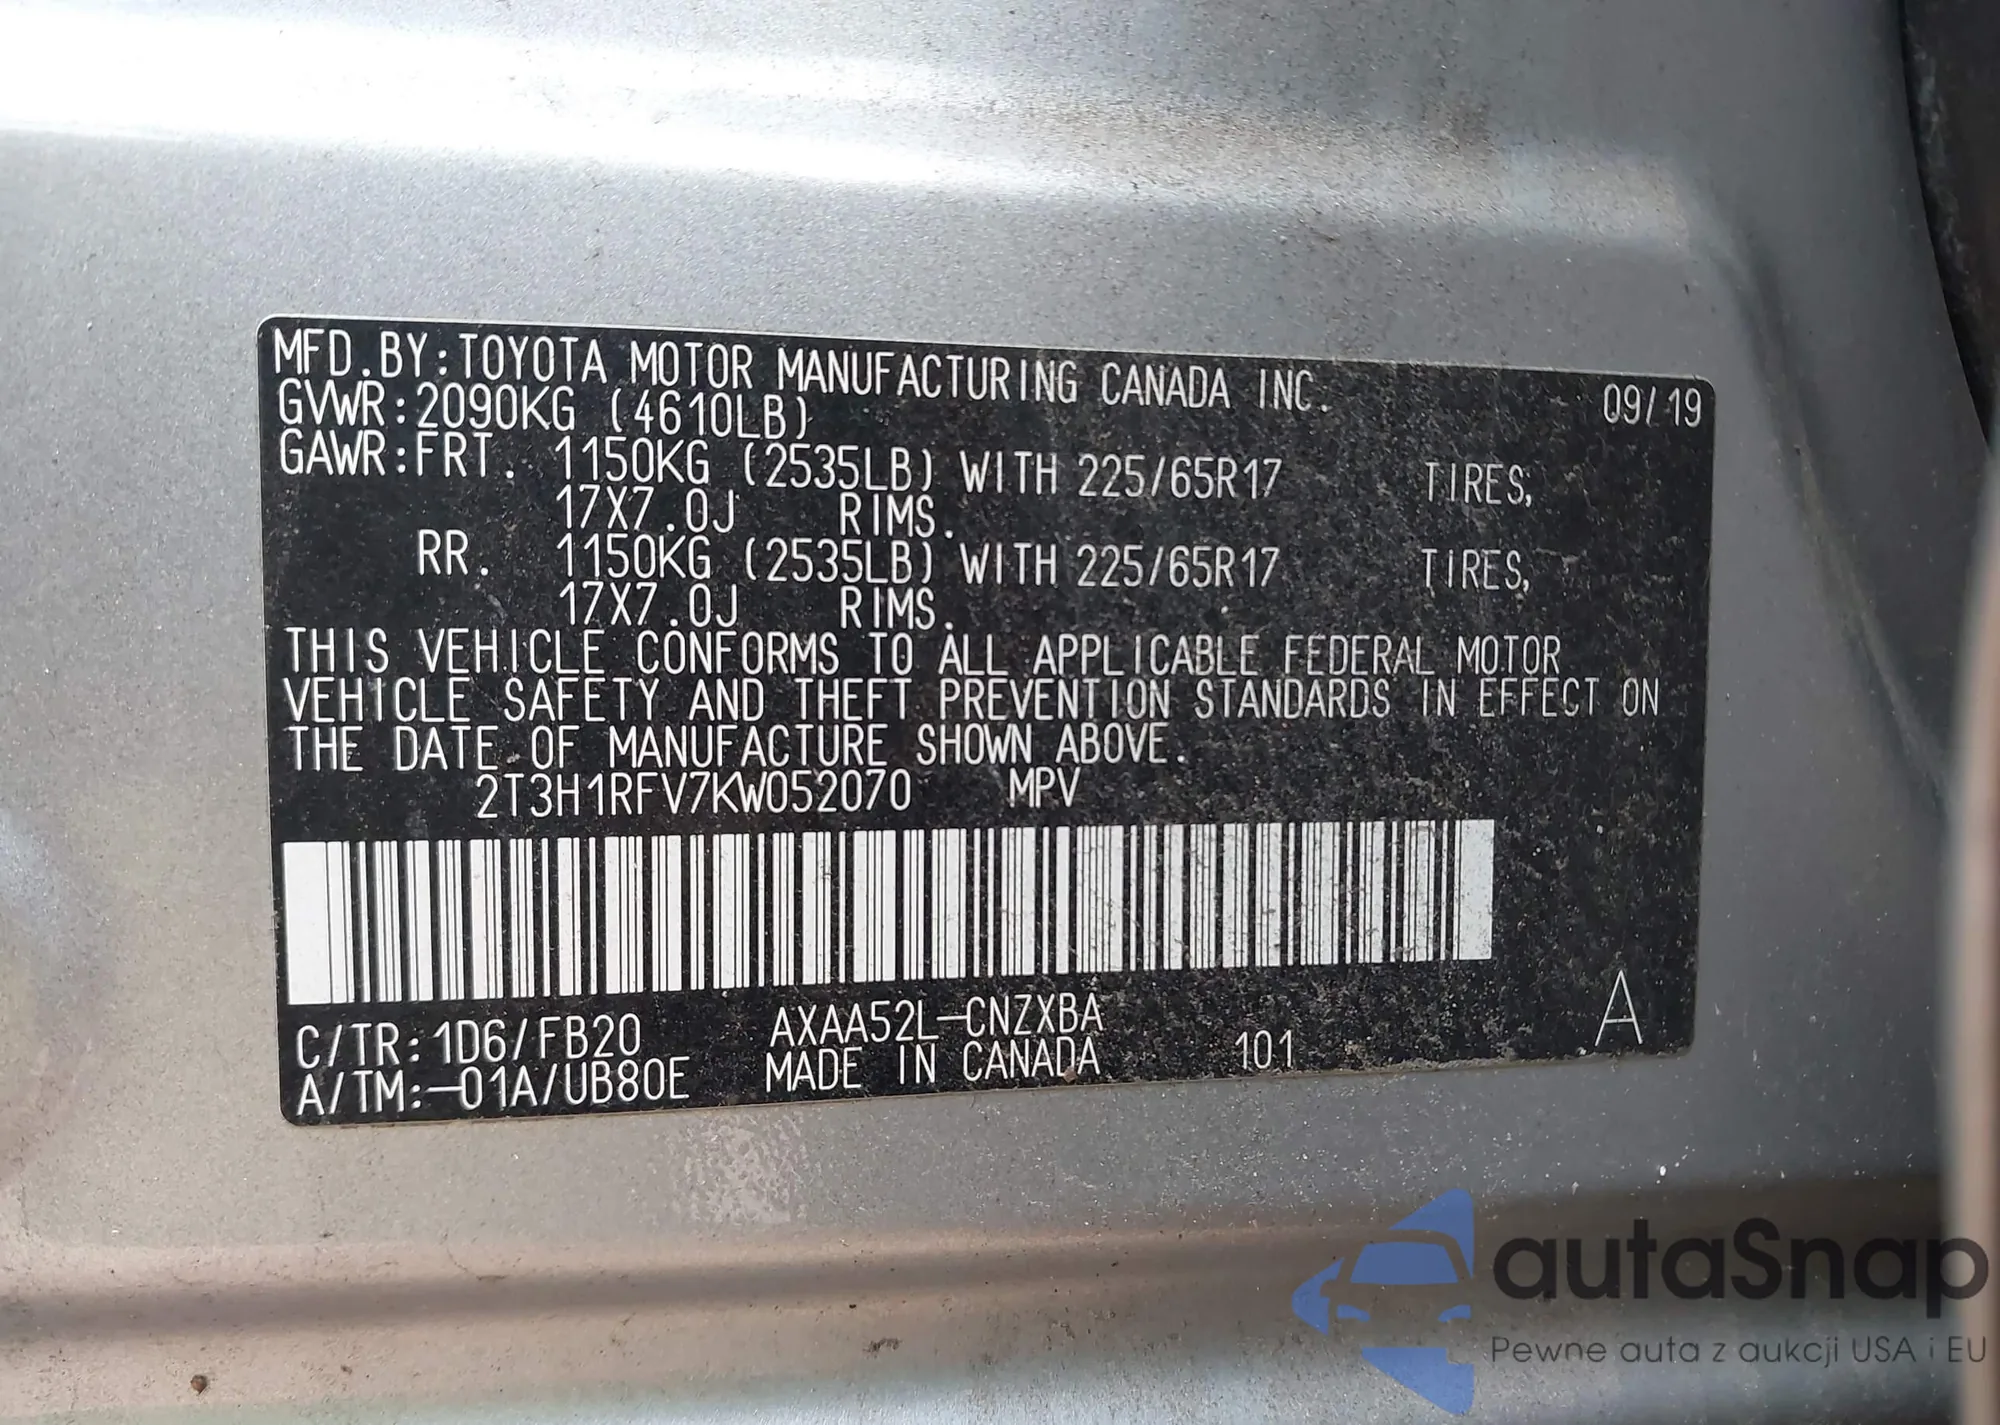 MFD.BY:TOYOTA MOTOR MANUFACTURING CANADA INC. 09/19
GVWR:2090KG (4610LB)
GAWR:FRT. 1150KG (2535LB) WITH 225/65R17 TIRES,
17X7.0J RIMS.
RR. 1150KG (2535LB) WITH 225/65R17 TIRES,
17X7.0J RIMS.
THIS VEHICLE CONFORMS TO ALL APPLICABLE FEDERAL MOTOR
VEHICLE SAFETY AND THEFT PREVENTION STANDARDS IN EFFECT ON
THE DATE OF MANUFACTURE SHOWN ABOVE.
2T3H1RFV7KW052070 MPV
C/TR:1D6/FB20 AXAA52L-CNZXBA
A/TM:-01A/UB80E MADE IN CANADA 101 A
autaSnap
Pewne auta z aukcji USA i EU